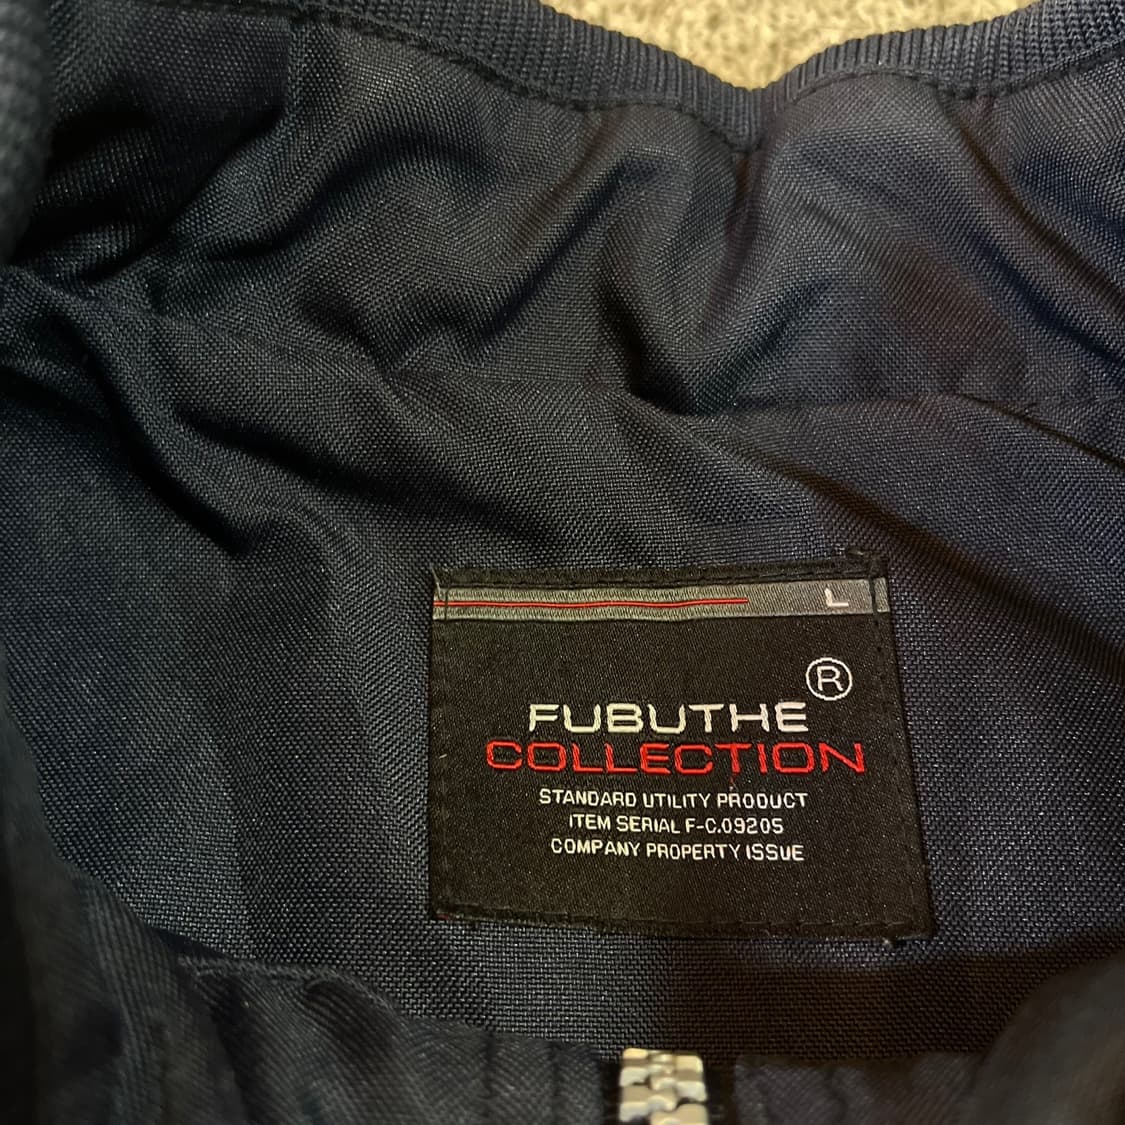 L
®
FUBUTHE
COLLECTION
STANDARD UTILITY PRODUCT
ITEM SERIAL F-C.09205
COMPANY PROPERTY ISSUE